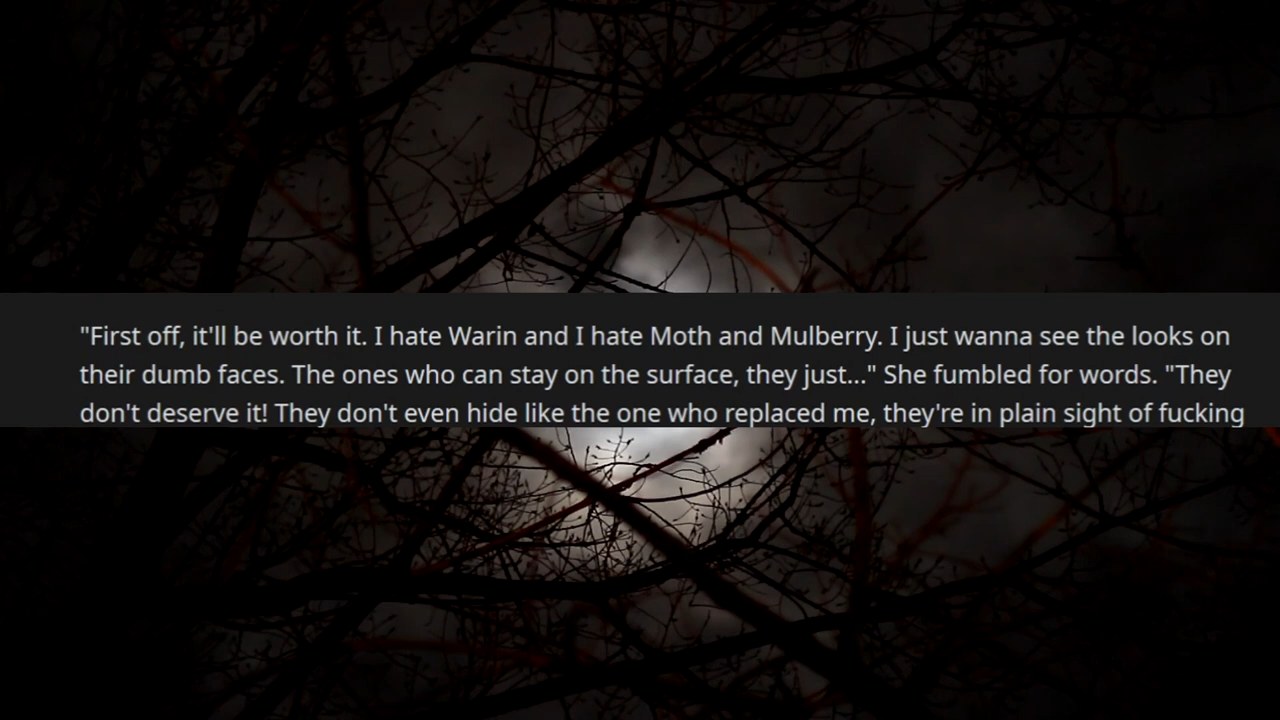 "First off, it'll be worth it. I hate Warin and I hate Moth and Mulberry. I just wanna see the looks on
their dumb faces. The ones who can stay on the surface, they just..." She fumbled for words. "They
don't deserve it! They don't even hide like the one who replaced me, they're in plain sight of fucking